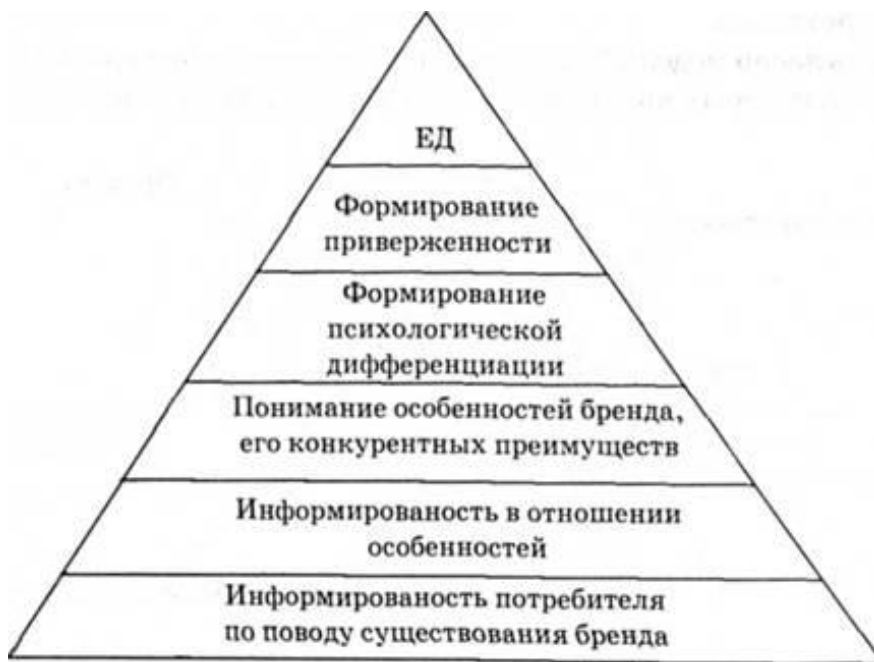 ЕД
Формирование
приверженности
Формирование
психологической
дифференциации
Понимание особенностей бренда,
его конкурентных преимуществ
Информированость в отношении
особенностей
Информированость потребителя
по поводу существования бренда